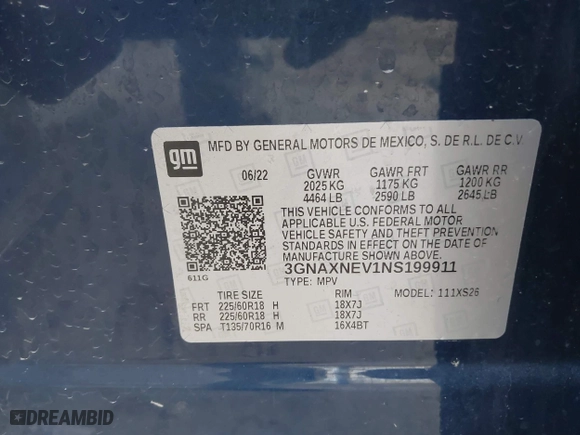 gm MFD BY GENERAL MOTORS DE MEXICO, S. DE R.L. DE C.V.
06/22 GVWR GAWR FRT GAWR RR
2025 KG 1175 KG 1200 KG
4464 LB 2590 LB 2645 LB
THIS VEHICLE CONFORMS TO ALL
APPLICABLE U.S. FEDERAL MOTOR
VEHICLE SAFETY AND THEFT PREVENTION
STANDARDS IN EFFECT ON THE DATE OF
MANUFACTURE SHOWN ABOVE.
611G 3GNAXNEV1NS199911
TYPE: MPV MODEL: 111XS26
TIRE SIZE RIM
FRT 225/60R18 H 18X7J
RR 225/60R18 H 18X7J
SPA T135/70R16 M 16X4BT
DREAMBID